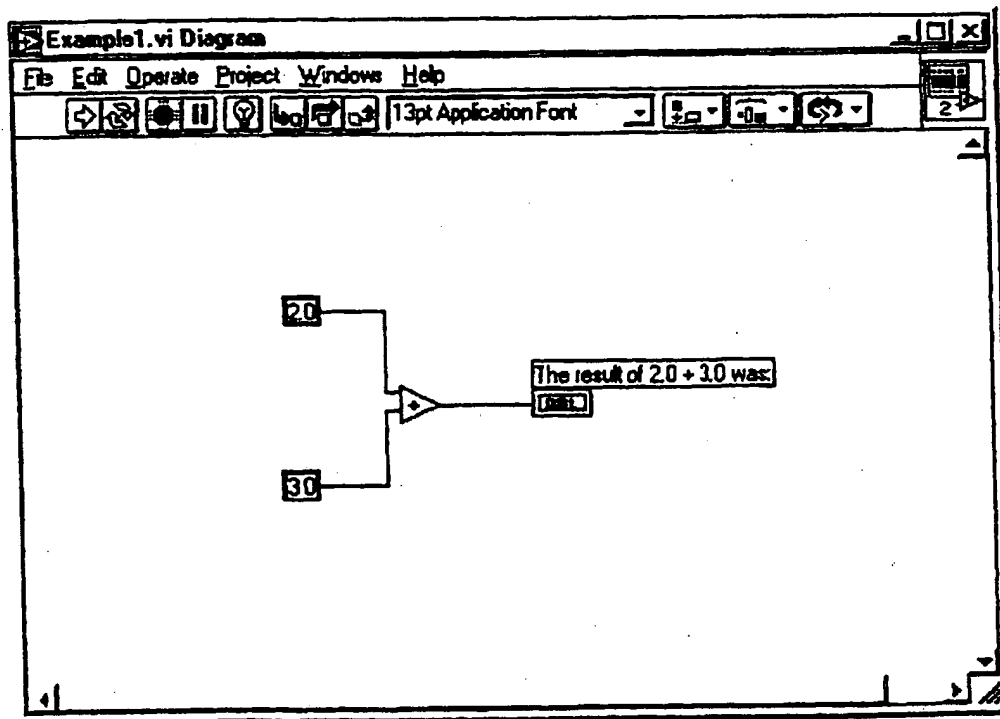 Example1.vi Diagram
File Edit Operate Project Windows Help
13pt Application Font
2
2.0
The result of 2.0 + 3.0 was:
+
3.0